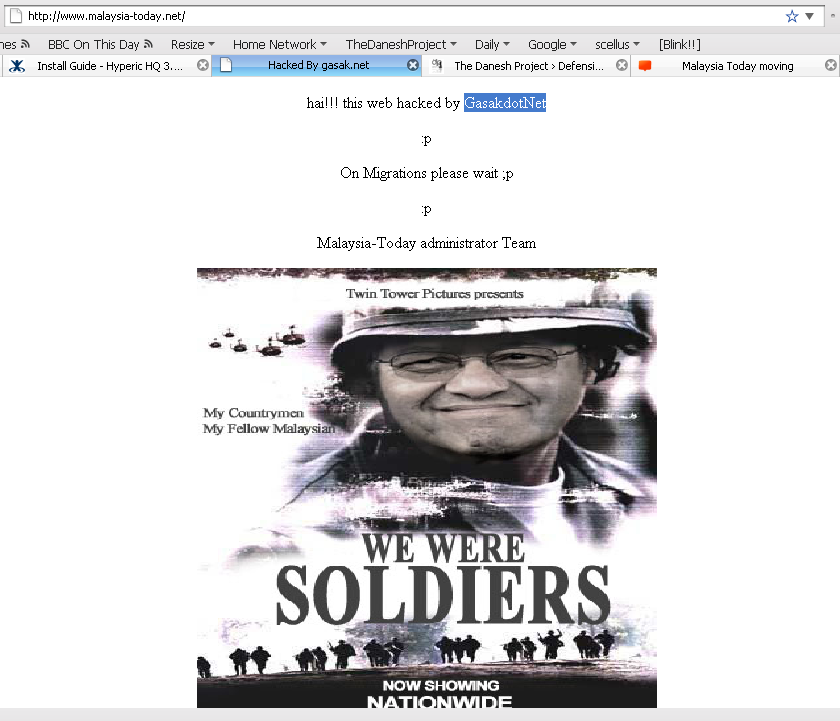 http://www.malaysia-today.net/
nes BBC On This Day Resize Home Network TheDaneshProject Daily Google scellus [Blink!!]
Install Guide - Hyperic HQ 3.... Hacked By gasak.net The Danesh Project › Defensi... Malaysia Today moving
hai!!! this web hacked by GasakdotNet
:p
On Migrations please wait ;p
:p
Malaysia-Today administrator Team
Twin Tower Pictures presents
My Countrymen
My Fellow Malaysian
WE WERE
SOLDIERS
NOW SHOWING
NATIONWIDE